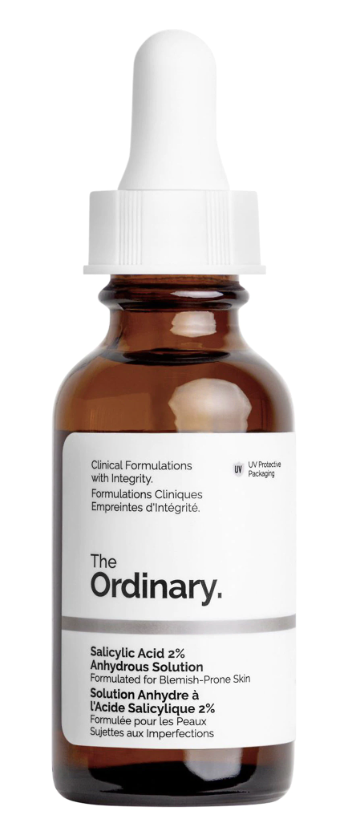 Clinical Formulations
with Integrity.
Formulations Cliniques
Empreintes d'Intégrité.
UV
UV Protective
Packaging
The
Ordinary.
Salicylic Acid 2%
Anhydrous Solution
Formulated for Blemish-Prone Skin
Solution Anhydre à
l'Acide Salicylique 2%
Formulée pour les Peaux
Sujettes aux Imperfections